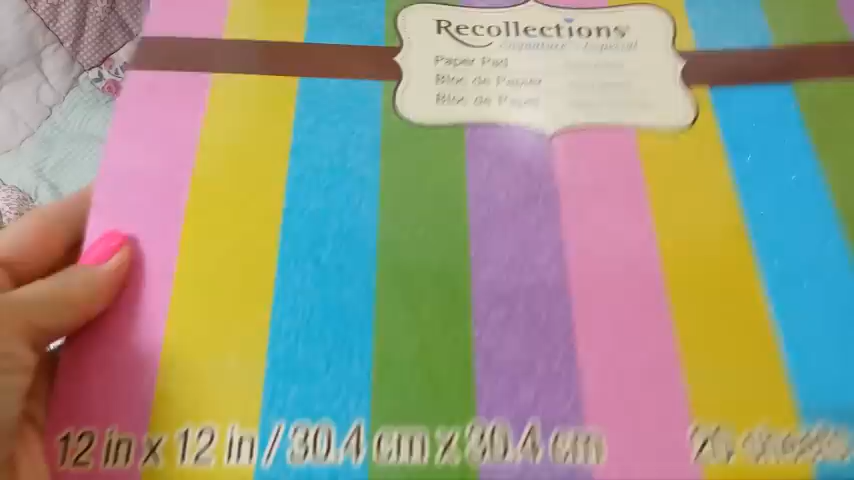 Recollections
Signature
Paper Pad
Bloc de Papier
Bloc de Papel
12 in x 12 in / 30.4 cm x 30.4 cm